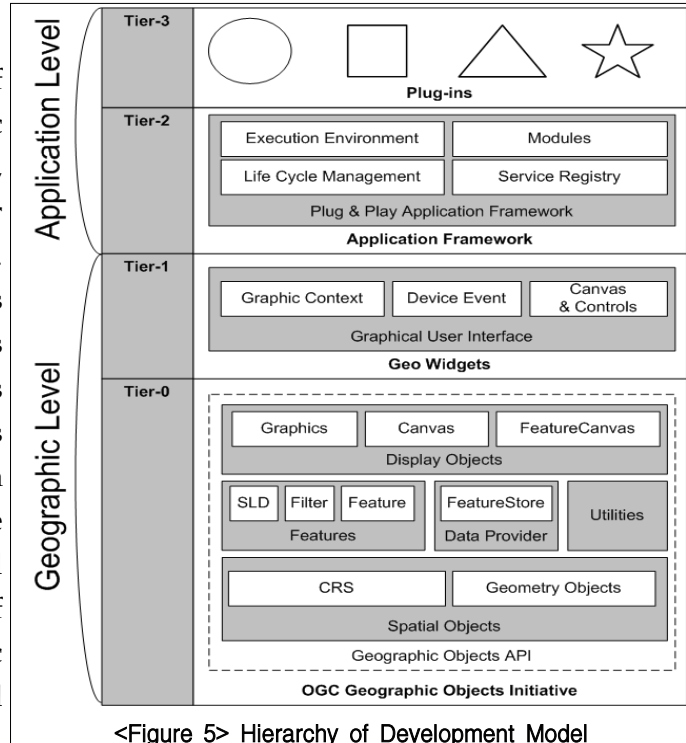 Application Level
Tier-3
Plug-ins
Tier-2
Execution Environment
Modules
Life Cycle Management
Service Registry
Plug & Play Application Framework
Application Framework
Geographic Level
Tier-1
Graphic Context
Device Event
Canvas
& Controls
Graphical User Interface
Geo Widgets
Tier-0
Graphics
Canvas
FeatureCanvas
Display Objects
SLD
Filter
Feature
Features
FeatureStore
Data Provider
Utilities
CRS
Geometry Objects
Spatial Objects
Geographic Objects API
OGC Geographic Objects Initiative
<Figure 5> Hierarchy of Development Model